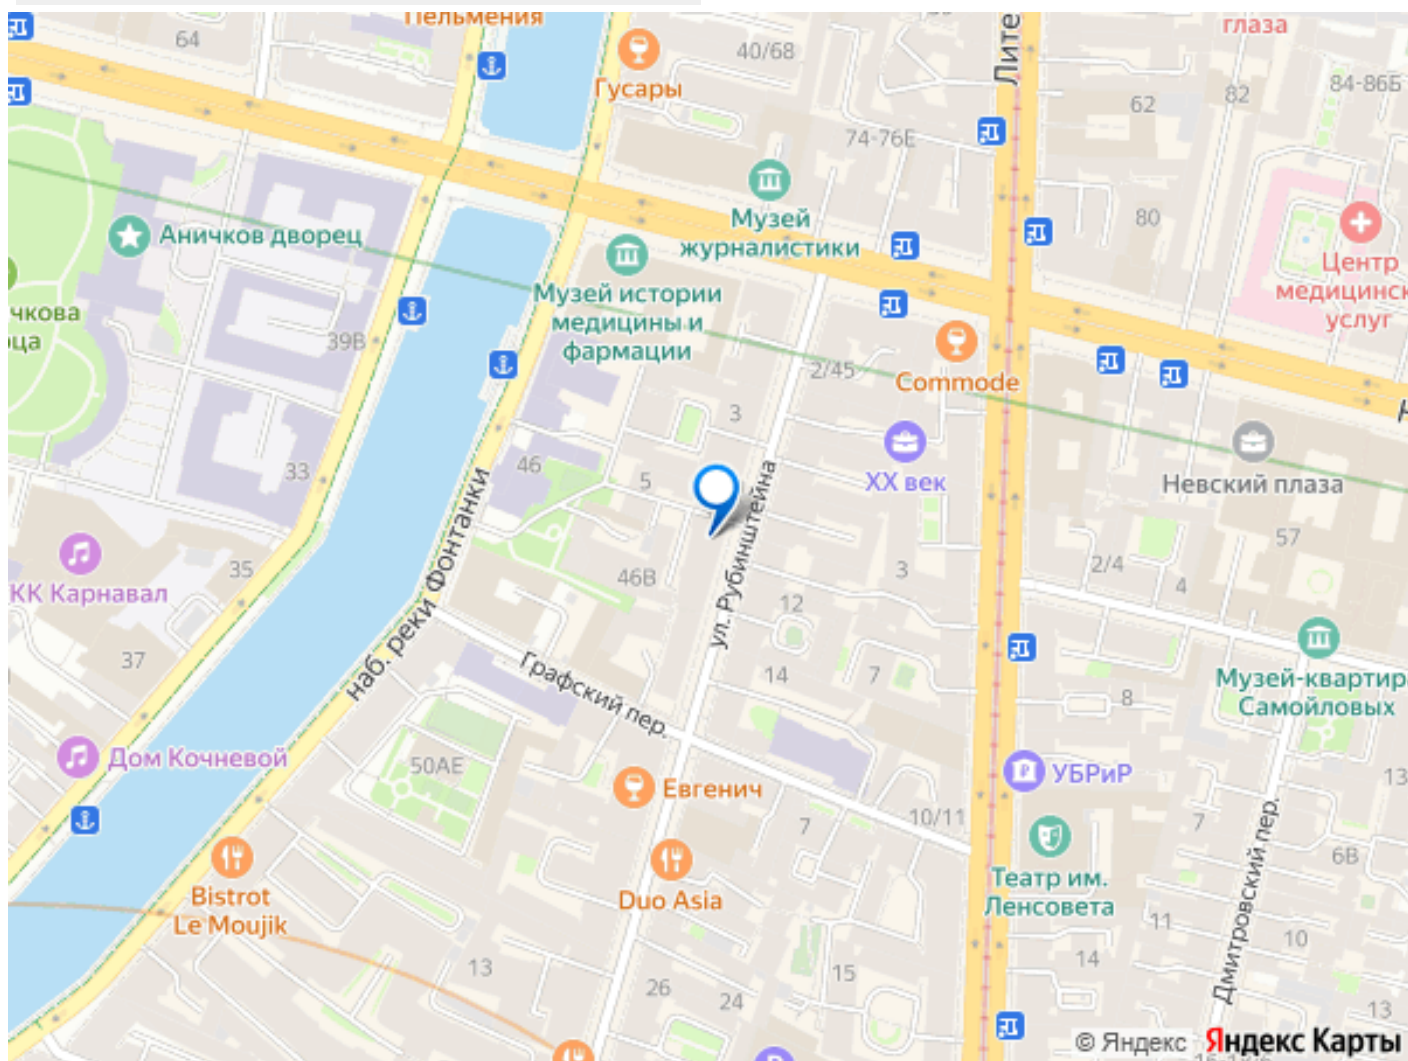 Пельмения
64
Гусары
40/68
Лите
глаза
84-86Б
82
62
74-76Е
80
Музей
журналистики
Аничков дворец
Центр
медицинск
услуг
Музей истории
медицины и
фармации
чкова
ца
39В
2/45
Commode
3
33
46
5
XX век
Невский плаза
57
наб. реки Фонтанки
ул. Рубинштейна
КК Карнавал
35
46В
3
2/4
4
12
37
Графский пер.
14
7
8
Музей-квартир
Самойловых
Дом Кочневой
50АЕ
Евгенич
УБРиР
13
10/11
7
7
6В
Дмитровский пер.
Bistrot
Le Moujik
Duo Asia
Театр им.
Ленсовета
11
10
13
26
24
15
14
13
© Яндекс Яндекс Карты